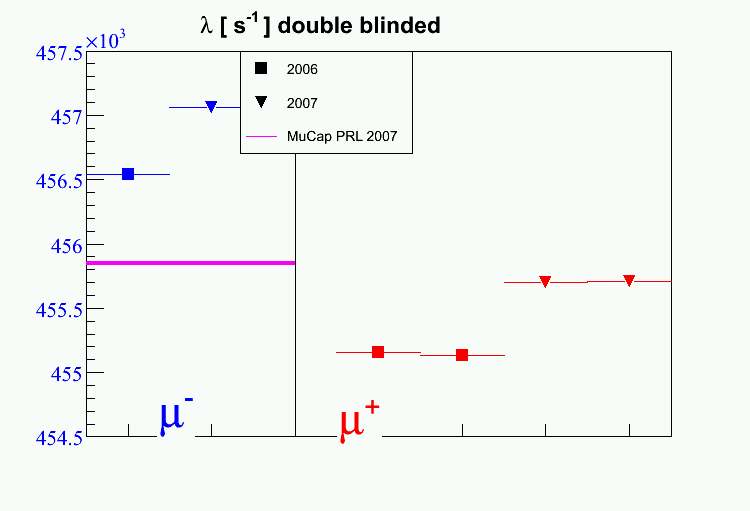 λ [ s⁻¹ ] double blinded
×10³
457.5
457
456.5
456
455.5
455
454.5
2006
2007
MuCap PRL 2007
μ⁻
μ⁺